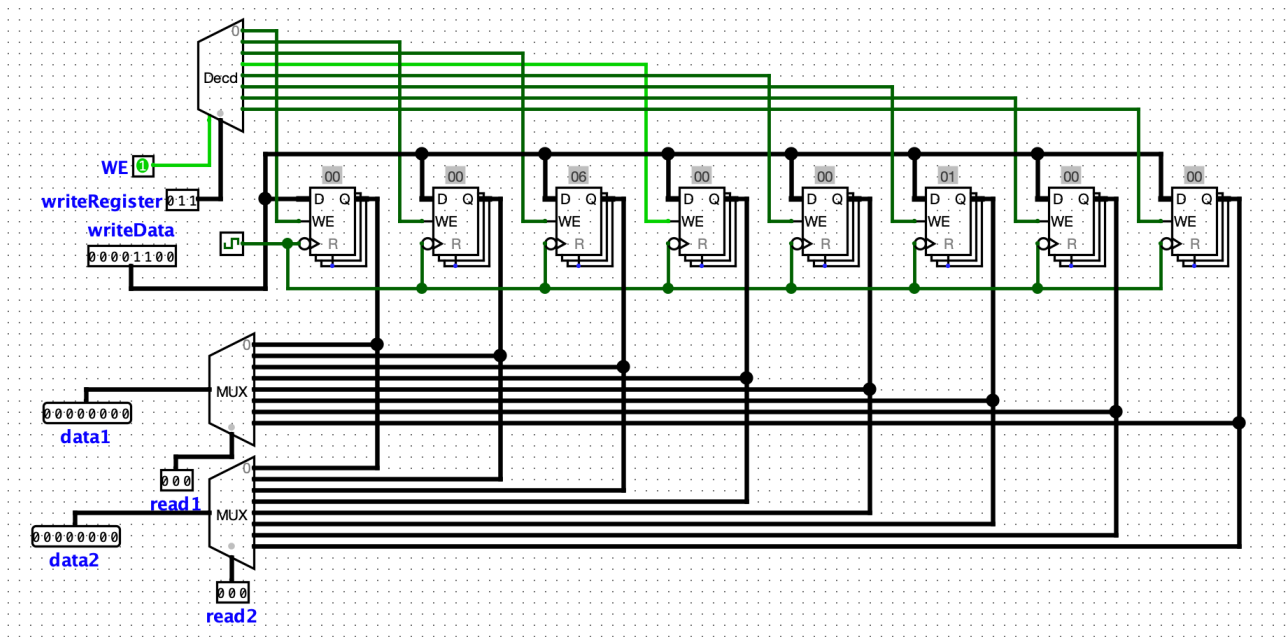 0
Decd
WE 1
writeRegister 011
writeData
00001100
00 00 06 00 00 01 00 00
D Q D Q D Q D Q D Q D Q D Q D Q
WE WE WE WE WE WE WE WE
R R R R R R R R
0
MUX
00000000
data1
000
read1
0
MUX
00000000
data2
000
read2